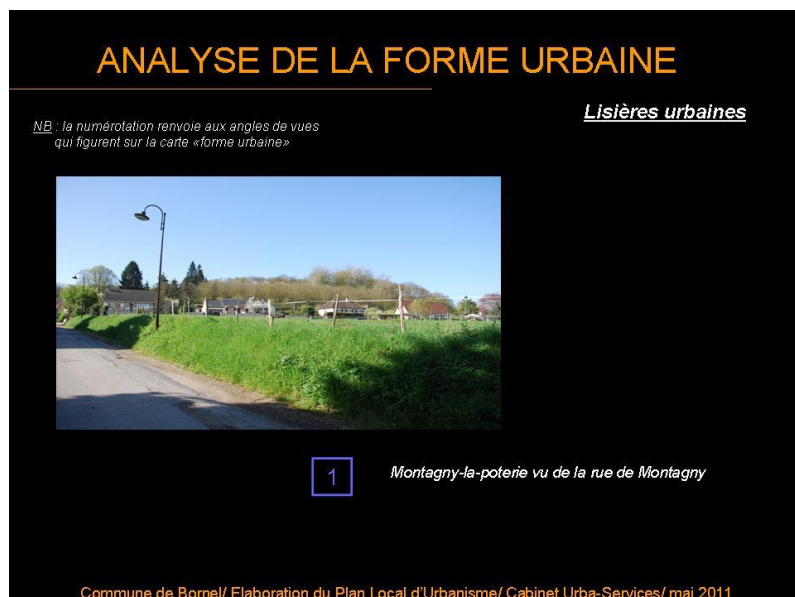 ANALYSE DE LA FORME URBAINE
Lisières urbaines
NB : la numérotation renvoie aux angles de vues
qui figurent sur la carte «forme urbaine»
1
Montagny-la-poterie vu de la rue de Montagny
Commune de Bornel/ Elaboration du Plan Local d'Urbanisme/ Cabinet Urba-Services/ mai 2011